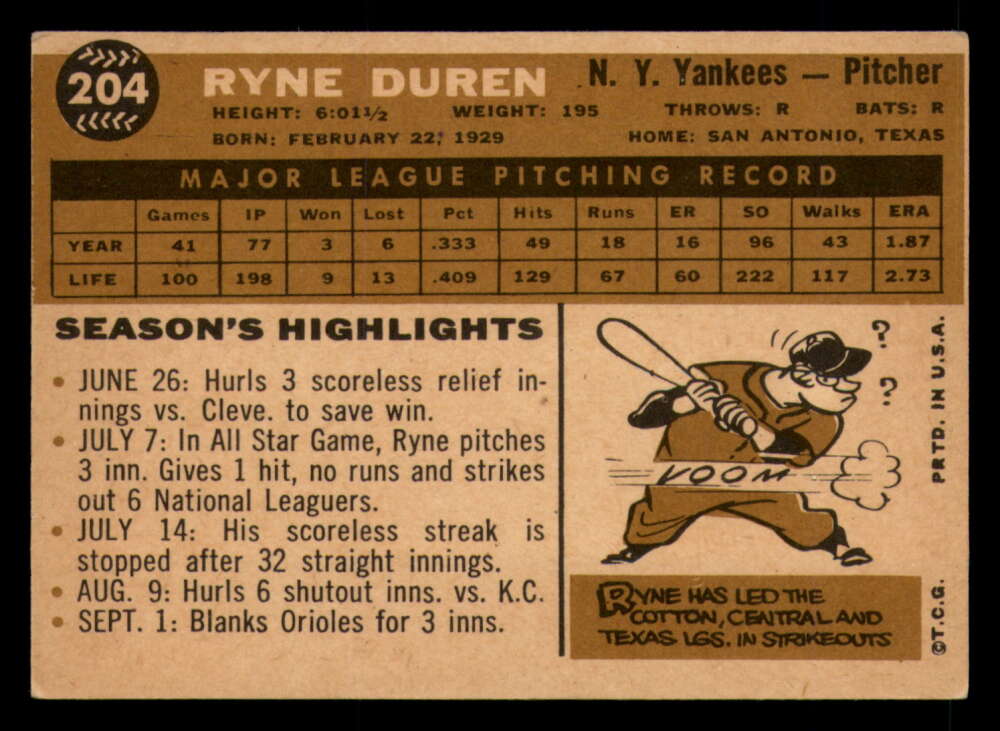 204
RYNE DUREN
N. Y. Yankees — Pitcher
HEIGHT: 6:01½ WEIGHT: 195 THROWS: R BATS: R
BORN: FEBRUARY 22, 1929 HOME: SAN ANTONIO, TEXAS
MAJOR LEAGUE PITCHING RECORD
Games IP Won Lost Pct Hits Runs ER SO Walks ERA
YEAR 41 77 3 6 .333 49 18 16 96 43 1.87
LIFE 100 198 9 13 .409 129 67 60 222 117 2.73
SEASON'S HIGHLIGHTS
• JUNE 26: Hurls 3 scoreless relief in-
nings vs. Cleve. to save win.
• JULY 7: In All Star Game, Ryne pitches
3 inn. Gives 1 hit, no runs and strikes
out 6 National Leaguers.
• JULY 14: His scoreless streak is
stopped after 32 straight innings.
• AUG. 9: Hurls 6 shutout inns. vs. K.C.
• SEPT. 1: Blanks Orioles for 3 inns.
? ?
VOOM
RYNE HAS LED THE
COTTON, CENTRAL AND
TEXAS LGS. IN STRIKEOUTS
PRTD. IN U.S.A.
©T.C.G.